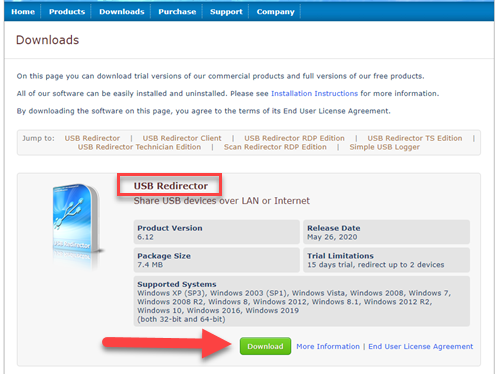 Home Products Downloads Purchase Support Company
Downloads
On this page you can download trial versions of our commercial products and full versions of our free products.
All of our software can be easily installed and uninstalled. Please see Installation Instructions for more information.
By downloading the software on this page, you agree to the terms of its End User License Agreement.
Jump to: USB Redirector | USB Redirector Client | USB Redirector RDP Edition | USB Redirector TS Edition |
USB Redirector Technician Edition | Scan Redirector RDP Edition | Simple USB Logger
USB Redirector
Share USB devices over LAN or Internet
Product Version
6.12
Release Date
May 26, 2020
Package Size
7.4 MB
Trial Limitations
15 days trial, redirect up to 2 devices
Supported Systems
Windows XP (SP3), Windows 2003 (SP1), Windows Vista, Windows 2008, Windows 7,
Windows 2008 R2, Windows 8, Windows 2012, Windows 8.1, Windows 2012 R2,
Windows 10, Windows 2016, Windows 2019
(both 32-bit and 64-bit)
Download More Information | End User License Agreement